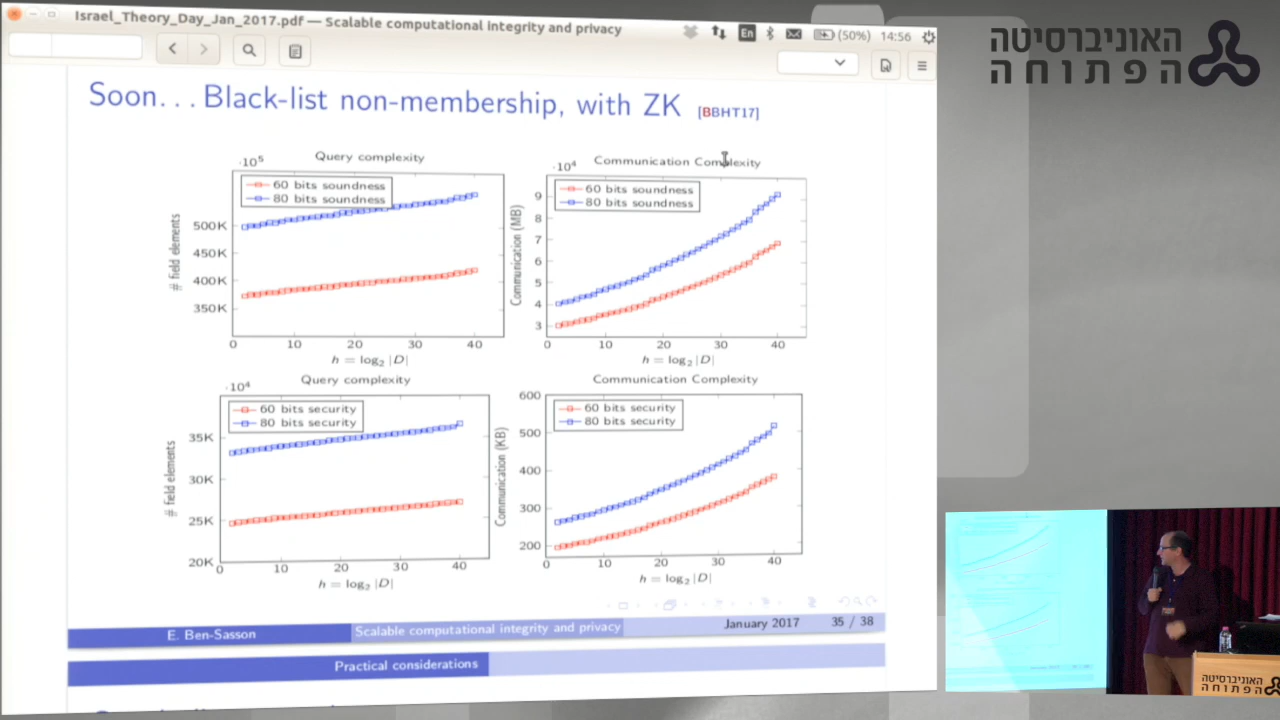 Israel_Theory_Day_Jan_2017.pdf — Scalable computational integrity and privacy
En (50%) 14:56
האוניברסיטה
הפתוחה
Soon... Black-list non-membership, with ZK [BBHT17]
Query complexity
·10⁵
60 bits soundness
80 bits soundness
# field elements
500K
450K
400K
350K
0 10 20 30 40
h = log₂ |D|
Communication Complexity
·10⁴
60 bits soundness
80 bits soundness
Communication (MB)
9
8
7
6
5
4
3
0 10 20 30 40
h = log₂ |D|
Query complexity
·10⁴
60 bits security
80 bits security
# field elements
35K
30K
25K
20K
0 10 20 30 40
h = log₂ |D|
Communication Complexity
60 bits security
80 bits security
Communication (KB)
600
500
400
300
200
0 10 20 30 40
h = log₂ |D|
E. Ben-Sasson Scalable computational integrity and privacy January 2017 35 / 38
Practical considerations
האוניברסיטה
הפתוחה